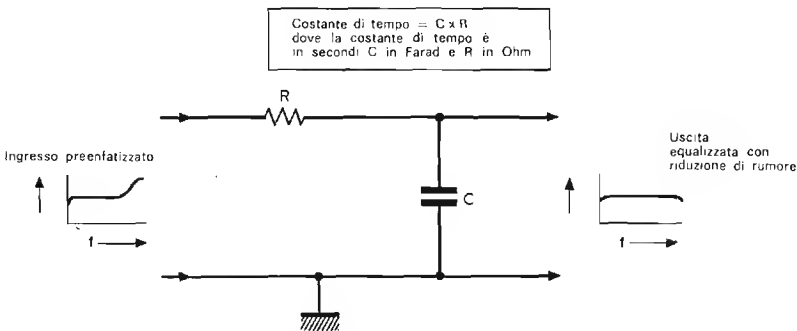 Costante di tempo = C x R
dove la costante di tempo è
in secondi C in Farad e R in Ohm
R
Ingresso preenfatizzato
f
C
Uscita
equalizzata con
riduzione di rumore
f